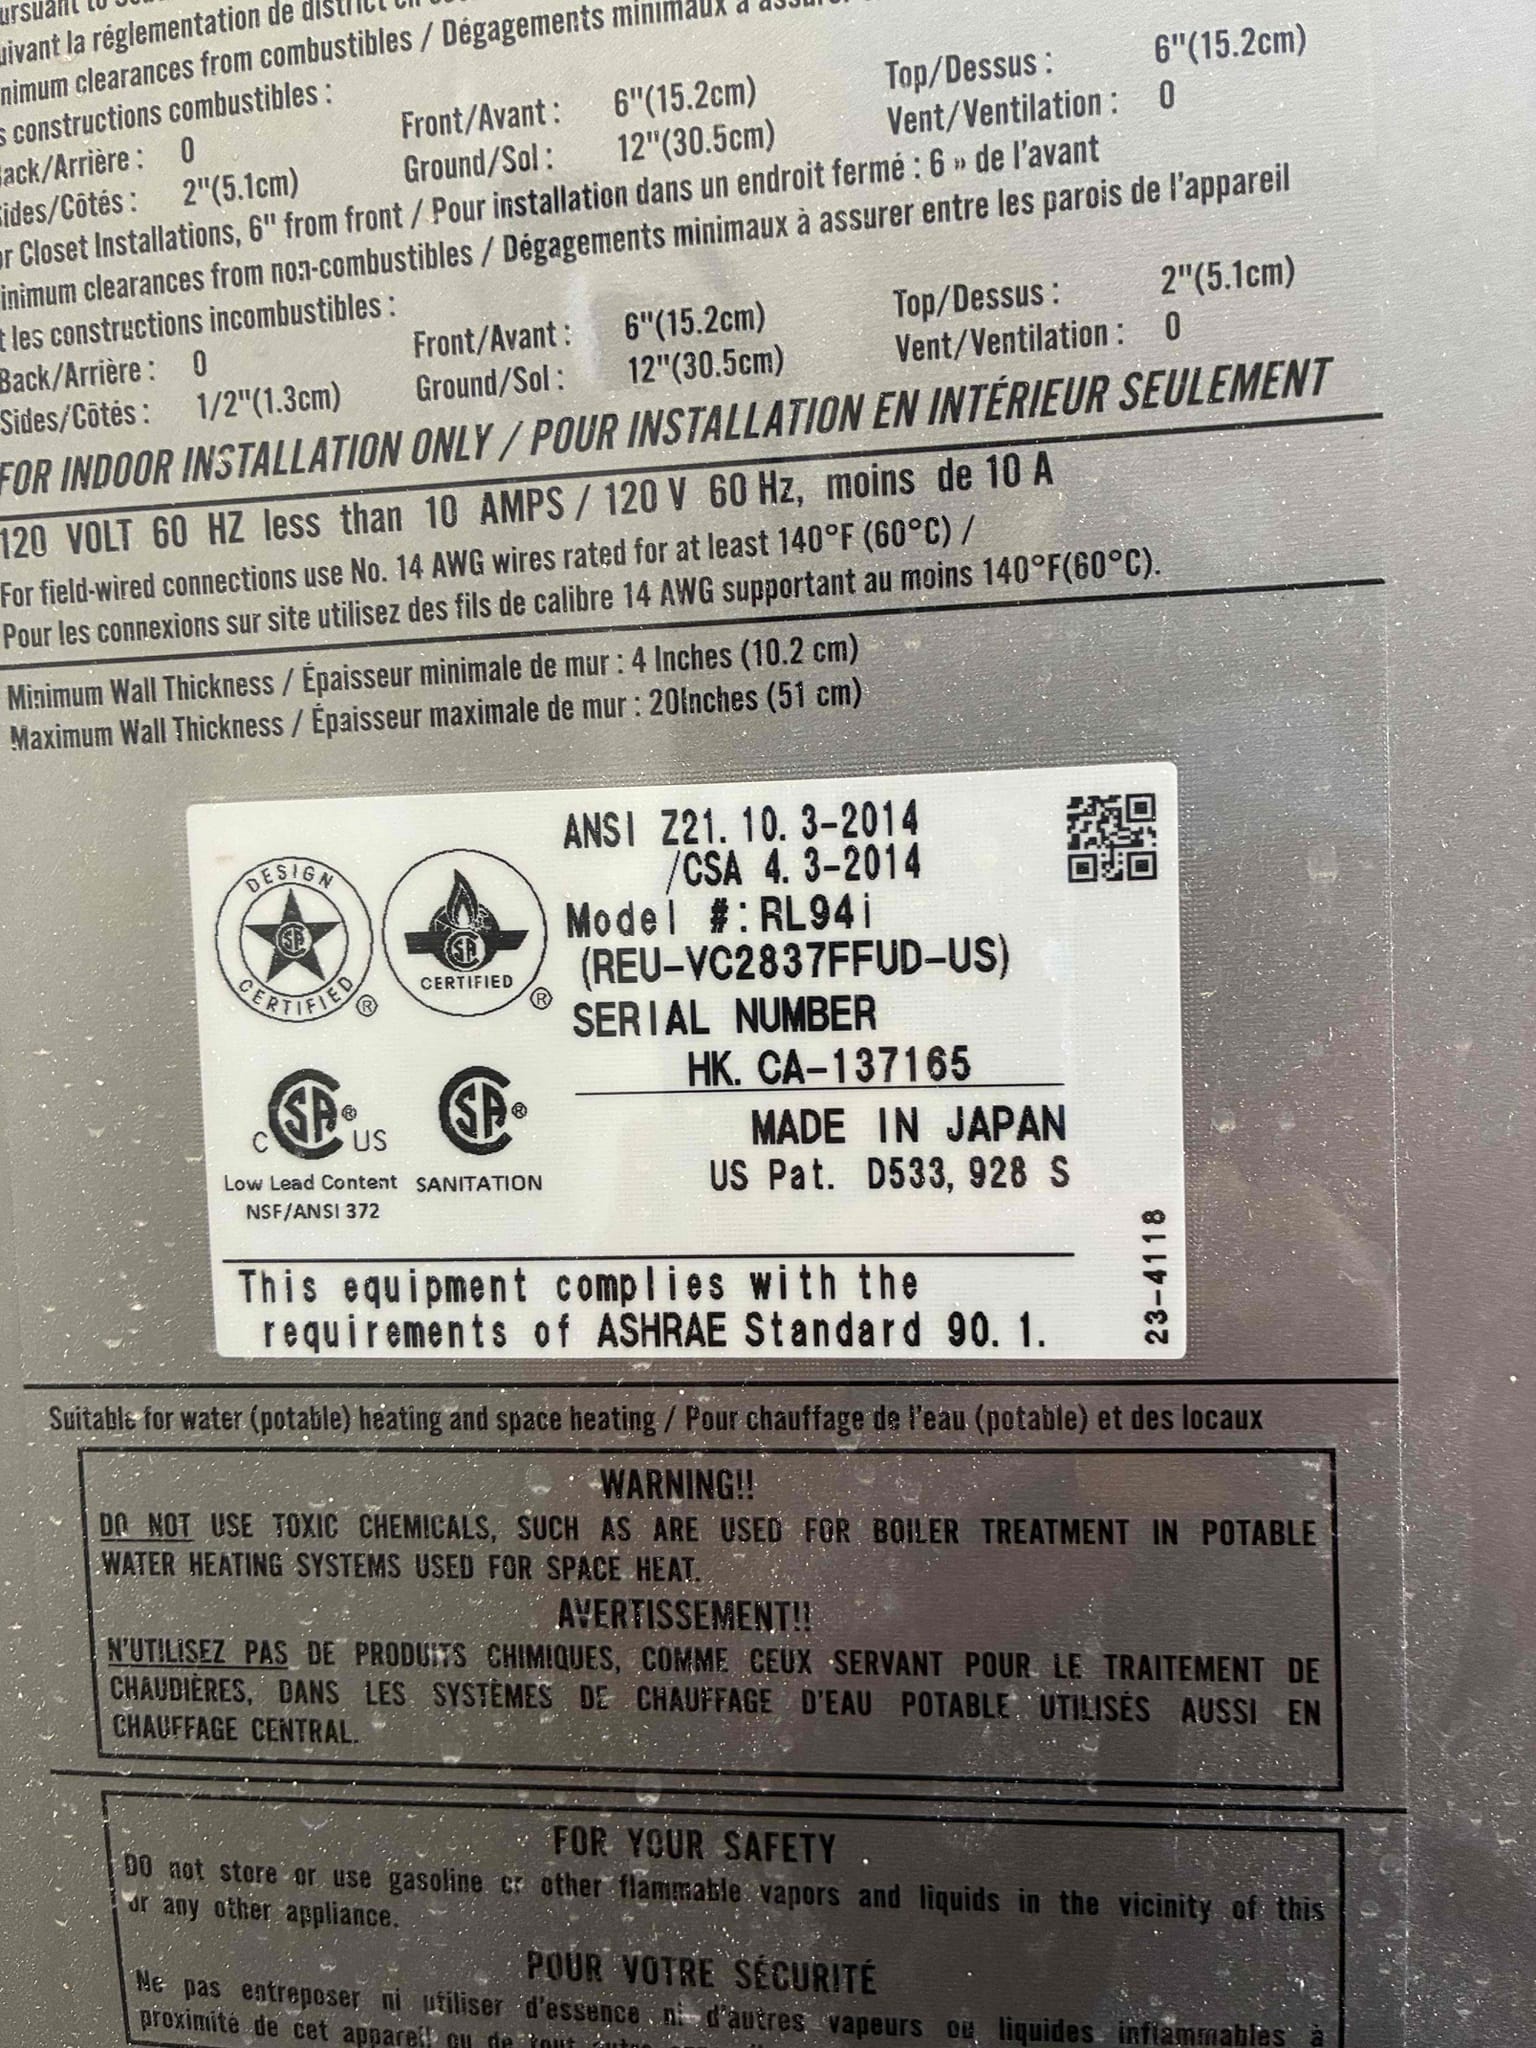 uivant la réglementation de district en
nimum clearances from combustibles / Dégagements minimaux à
s constructions combustibles :
ack/Arrière : 0 Front/Avant : 6"(15.2cm) Top/Dessus : 6"(15.2cm)
ides/Côtés : 2"(5.1cm) Ground/Sol : 12"(30.5cm) Vent/Ventilation : 0
or Closet Installations, 6" from front / Pour installation dans un endroit fermé : 6 » de l'avant
inimum clearances from non-combustibles / Dégagements minimaux à assurer entre les parois de l'appareil
t les constructions incombustibles :
Back/Arrière : 0 Front/Avant : 6"(15.2cm) Top/Dessus : 2"(5.1cm)
Sides/Côtés : 1/2"(1.3cm) Ground/Sol : 12"(30.5cm) Vent/Ventilation : 0
FOR INDOOR INSTALLATION ONLY / POUR INSTALLATION EN INTÉRIEUR SEULEMENT
120 VOLT 60 HZ less than 10 AMPS / 120 V 60 Hz, moins de 10 A
For field-wired connections use No. 14 AWG wires rated for at least 140°F (60°C) /
Pour les connexions sur site utilisez des fils de calibre 14 AWG supportant au moins 140°F(60°C).
Minimum Wall Thickness / Épaisseur minimale de mur : 4 Inches (10.2 cm)
Maximum Wall Thickness / Épaisseur maximale de mur : 20Inches (51 cm)
DESIGN
SA
CERTIFIED ®
SA
CERTIFIED ®
ANSI Z21. 10. 3-2014
/CSA 4. 3-2014
Model #:RL94i
(REU-VC2837FFUD-US)
SERIAL NUMBER
HK. CA-137165
C SA ® US
Low Lead Content
NSF/ANSI 372
SA ®
SANITATION
MADE IN JAPAN
US Pat. D533, 928 S
23-4118
This equipment complies with the
requirements of ASHRAE Standard 90. 1.
Suitable for water (potable) heating and space heating / Pour chauffage de l'eau (potable) et des locaux
WARNING!!
DO NOT USE TOXIC CHEMICALS, SUCH AS ARE USED FOR BOILER TREATMENT IN POTABLE
WATER HEATING SYSTEMS USED FOR SPACE HEAT.
AVERTISSEMENT!!
N'UTILISEZ PAS DE PRODUITS CHIMIQUES, COMME CEUX SERVANT POUR LE TRAITEMENT DE
CHAUDIÈRES, DANS LES SYSTÈMES DE CHAUFFAGE D'EAU POTABLE UTILISÉS AUSSI EN
CHAUFFAGE CENTRAL.
FOR YOUR SAFETY
DO not store or use gasoline or other flammable vapors and liquids in the vicinity of this
or any other appliance.
POUR VOTRE SÉCURITÉ
Ne pas entreposer ni utiliser d'essence ni d'autres vapeurs ou liquides inflammables à
proximité de cet appareil ou de tout